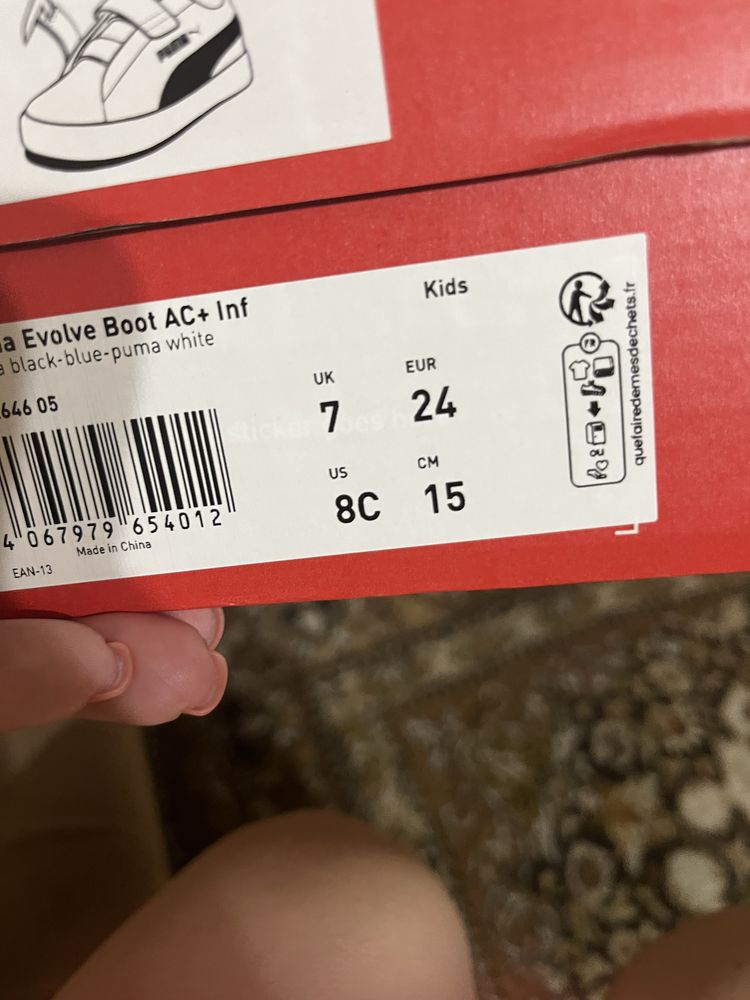 PUMA
Kids
Evolve Boot AC+ Inf
black-blue-puma white
646 05
UK
7
EUR
24
US
8C
CM
15
4 067979 654012
Made in China
EAN-13
FR
&
quefairedemesdechets.fr